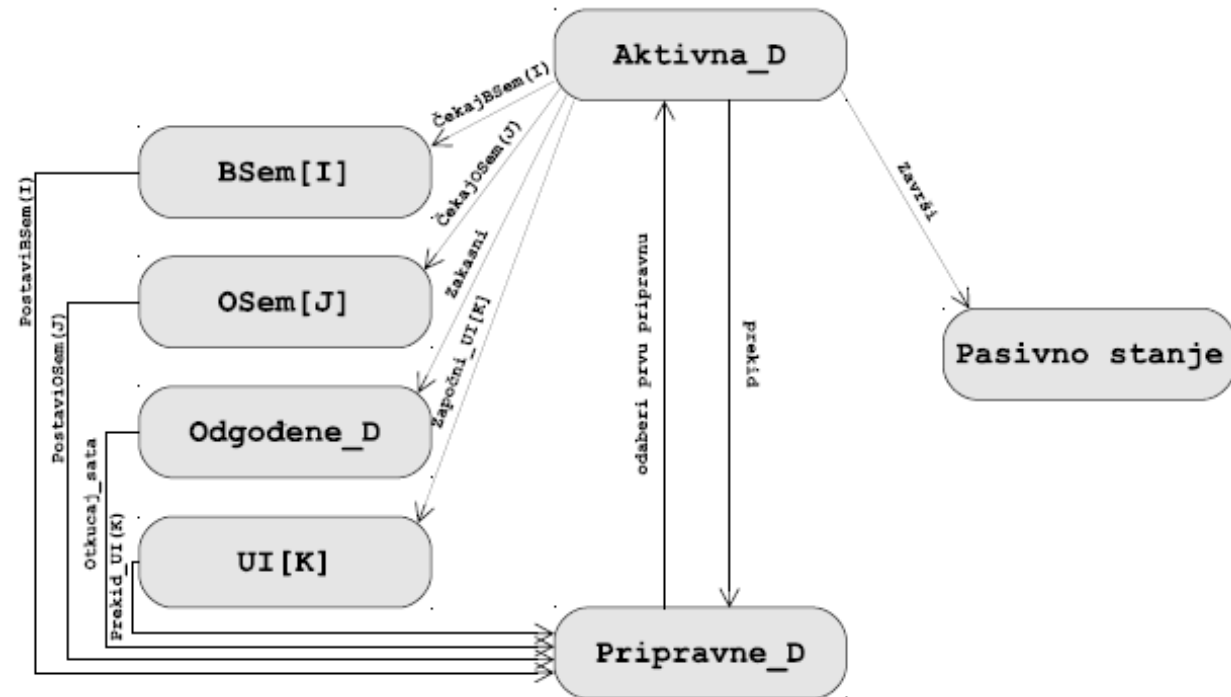 Aktivna_D
ČekajBSem(I)
BSem[I]
ČekajOSem(J)
Završi
PostaviBSem(I)
OSem[J]
Zakasni
Započni_UI[K]
PostaviOSem(J)
odaberi prvu pripravnu
prekid
Pasivno stanje
Odgodene_D
Otkucaj_sata
Prekid_UI(K)
UI[K]
Pripravne_D